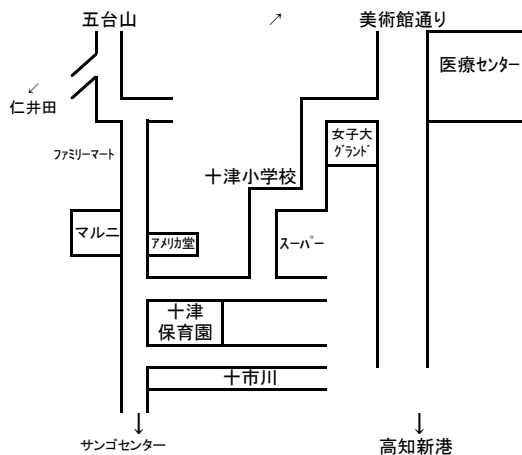 五台山
↗
美術館通り
医療センター
↙
仁井田
女子大
グランド
ファミリーマート
十津小学校
マルニ
アメリカ堂
スーパー
十津
保育園
十市川
↓
サンゴセンター
↓
高知新港